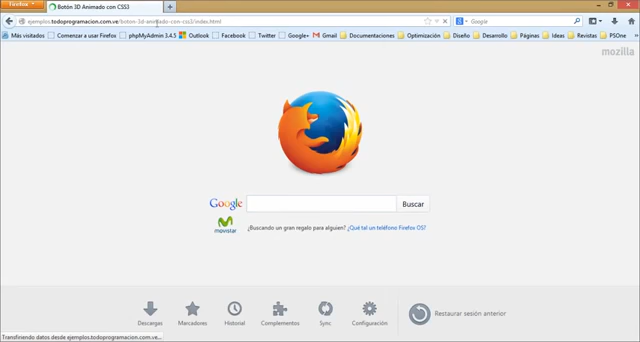 Firefox
Botón 3D Animado con CSS3
ejemplos.todoprogramacion.com.ve/boton-3d-animado-con-css3/index.html
Google
Más visitados Comenzar a usar Firefox phpMyAdmin 3.4.5 Outlook Facebook Twitter Google+ Gmail Documentaciones Optimización Diseño Desarrollo Páginas Ideas Revistas PSOne
mozilla
Google
Buscar
movistar
¿Buscando un gran regalo para alguien? ¿Qué tal un teléfono Firefox OS?
Descargas Marcadores Historial Complementos Sync Configuración Restaurar sesión anterior
Transfiriendo datos desde ejemplos.todoprogramacion.com.ve...